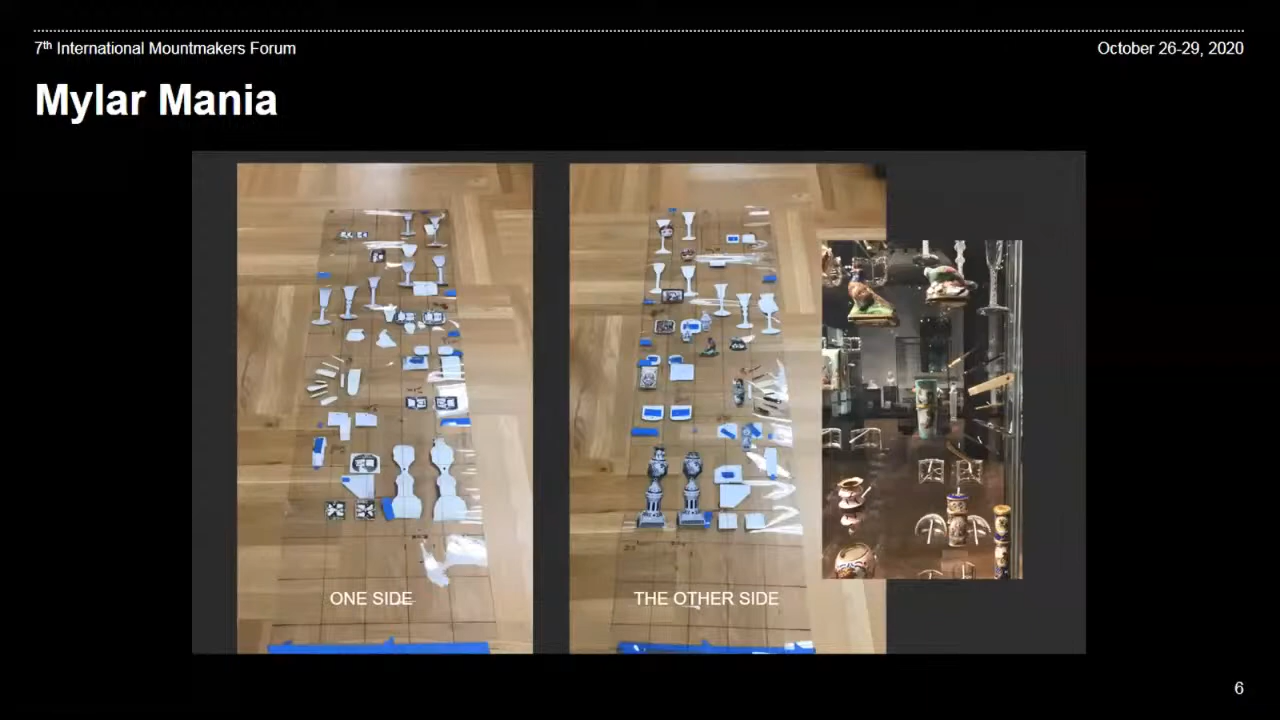 7th International Mountmakers Forum
October 26-29, 2020
Mylar Mania
ONE SIDE
THE OTHER SIDE
6